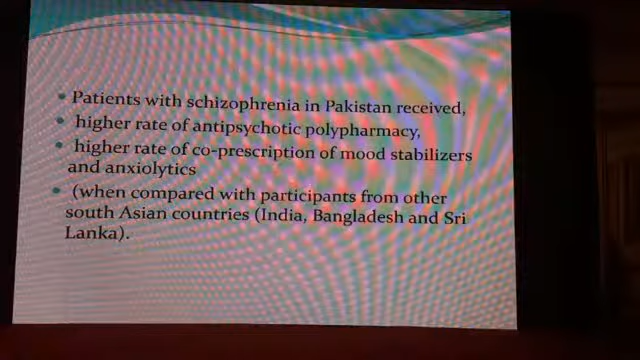 • Patients with schizophrenia in Pakistan received,
• higher rate of antipsychotic polypharmacy,
• higher rate of co-prescription of mood stabilizers
and anxiolytics
• (when compared with participants from other
south Asian countries (India, Bangladesh and Sri
Lanka).